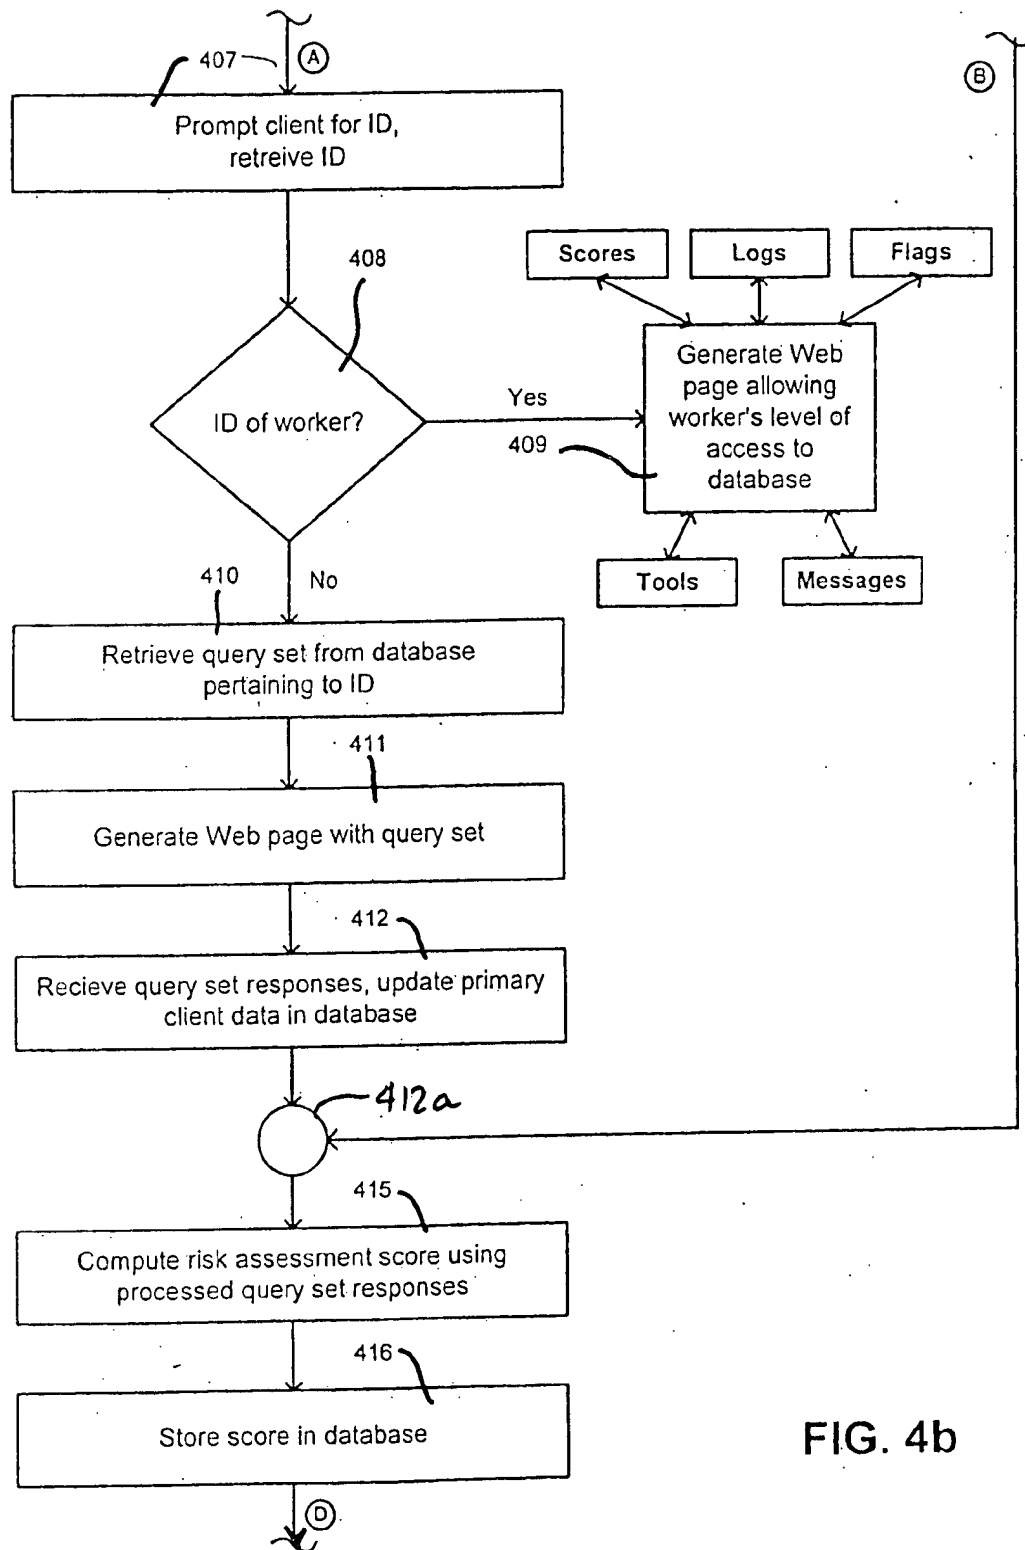 407
A
B
Prompt client for ID,
retreive ID
408
Scores
Logs
Flags
Generate Web
page allowing
worker's level of
access to
database
ID of worker?
Yes
409
Tools
Messages
410
No
Retrieve query set from database
pertaining to ID
411
Generate Web page with query set
412
Recieve query set responses, update primary
client data in database
412a
415
Compute risk assessment score using
processed query set responses
416
Store score in database
FIG. 4b
D